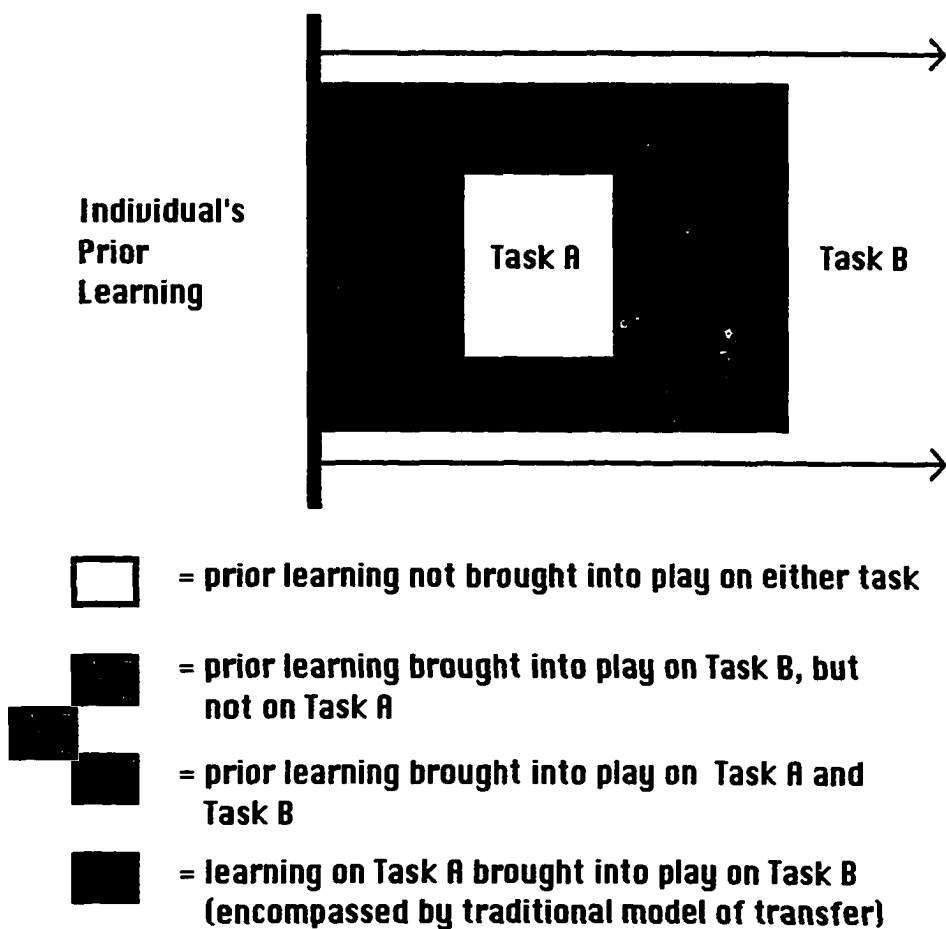 Individual's
Prior
Learning
Task A
Task B
= prior learning not brought into play on either task
= prior learning brought into play on Task B, but
not on Task A
= prior learning brought into play on Task A and
Task B
= learning on Task A brought into play on Task B
(encompassed by traditional model of transfer)